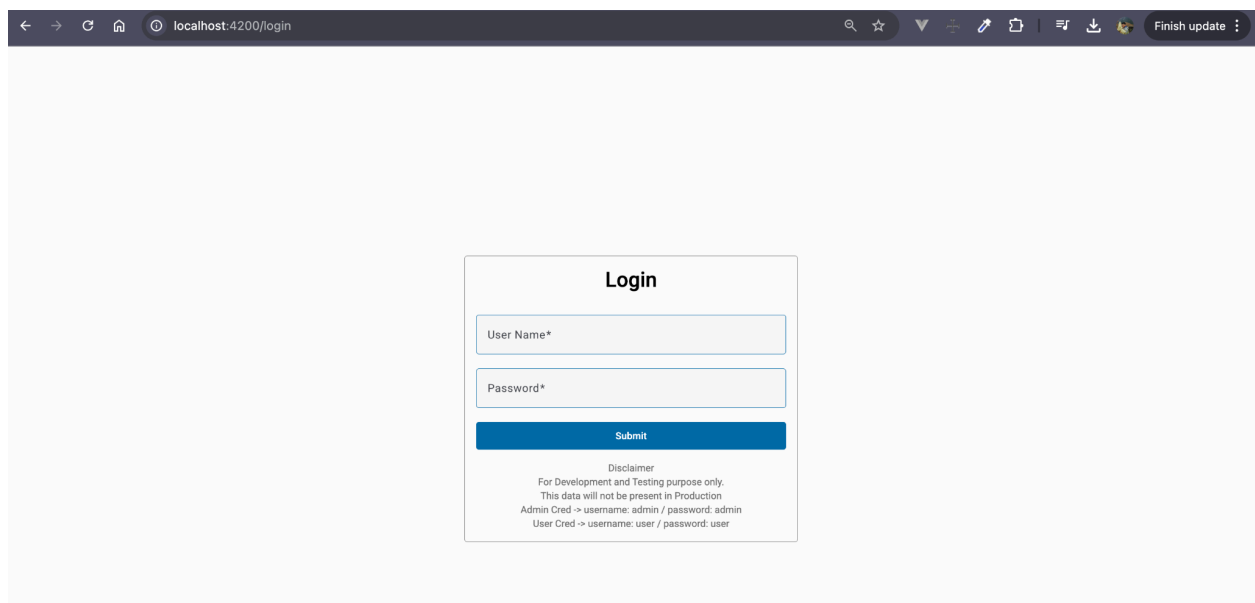 localhost:4200/login
Finish update
Login
User Name*
Password*
Submit
Disclaimer
For Development and Testing purpose only.
This data will not be present in Production
Admin Cred -> username: admin / password: admin
User Cred -> username: user / password: user